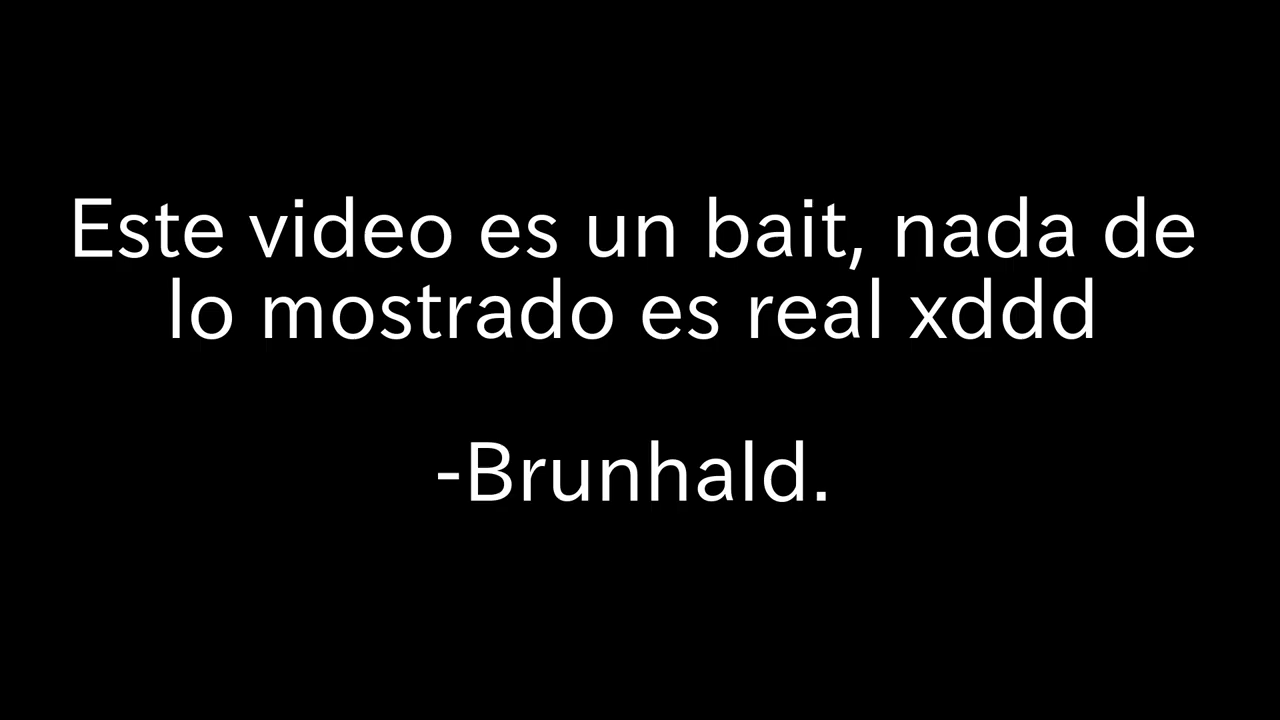 Este video es un bait, nada de
lo mostrado es real xddd
-Brunhald.